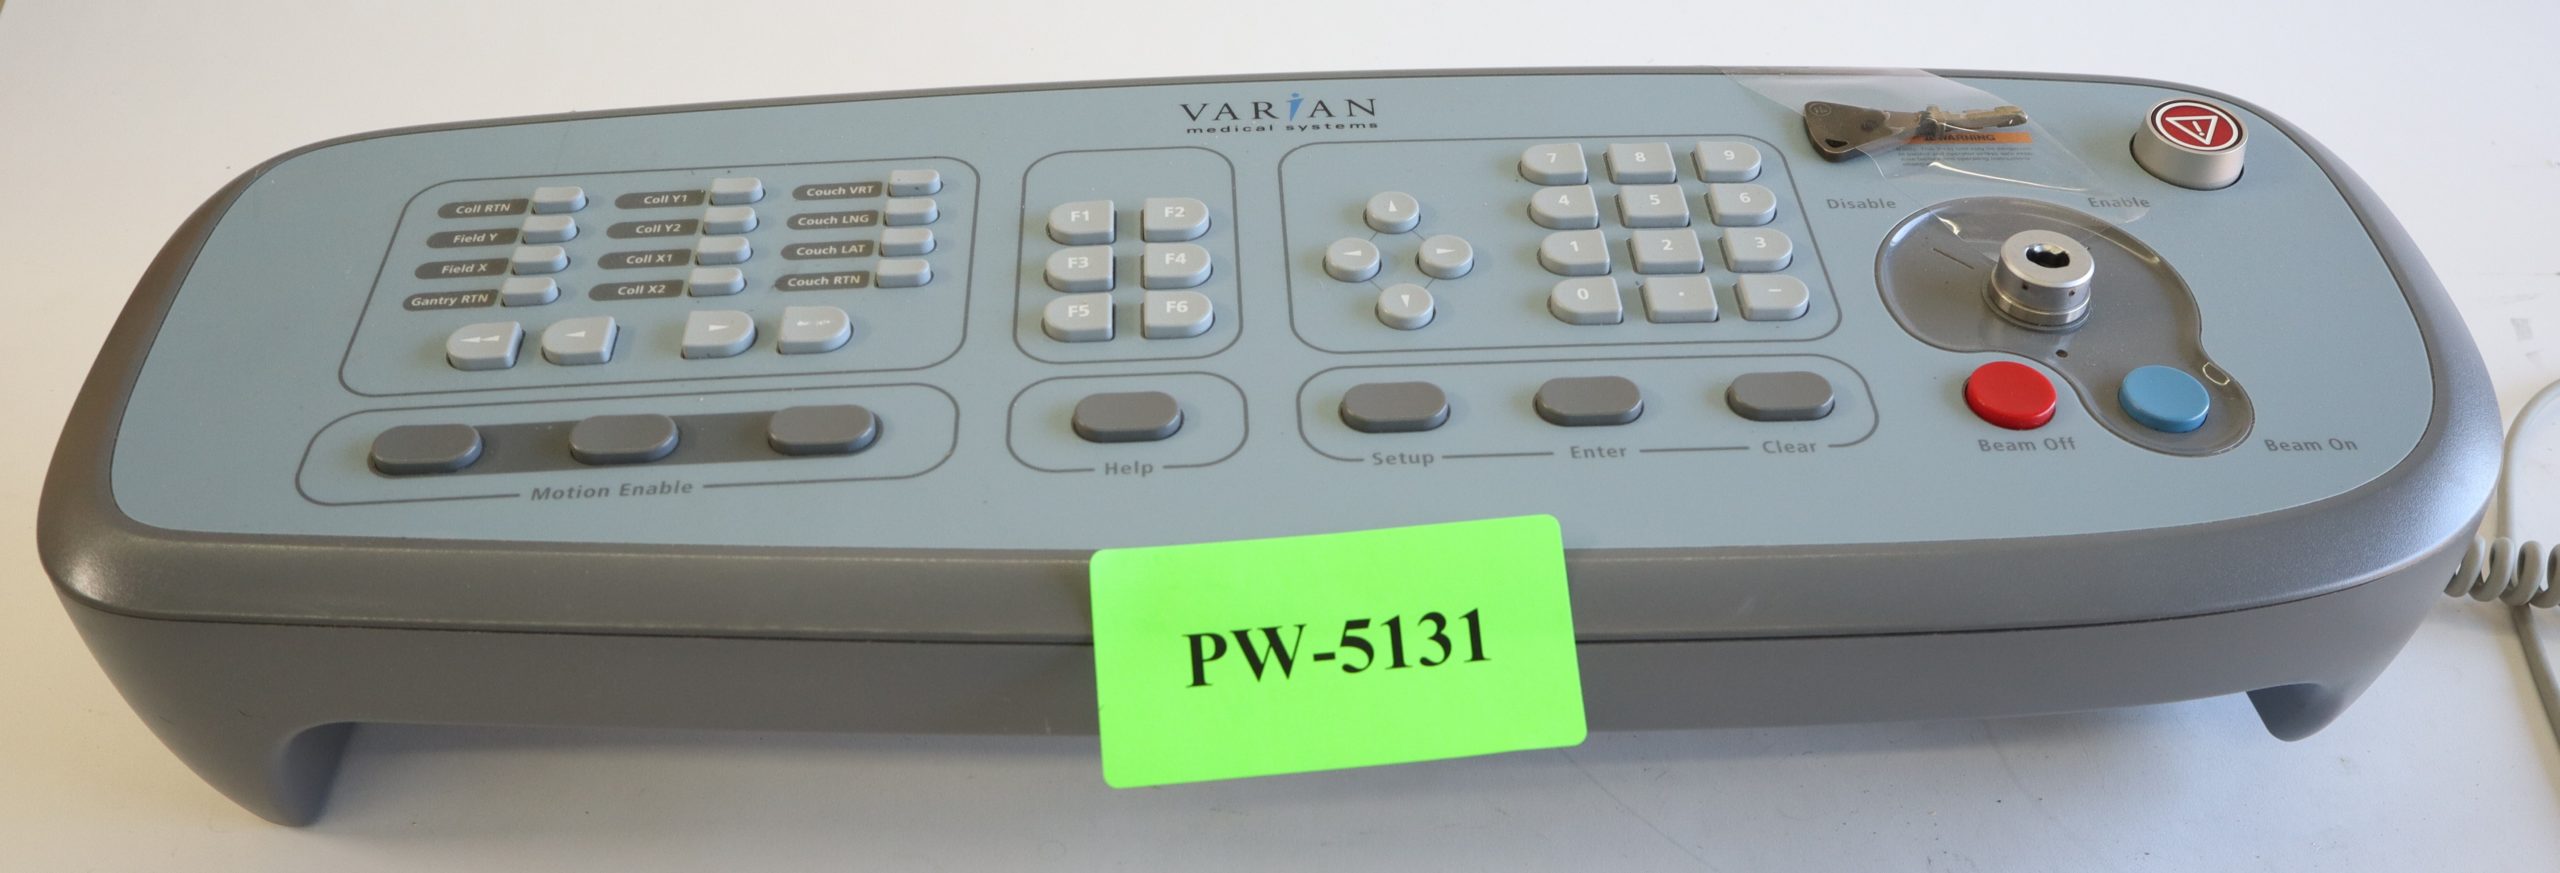 VARIAN
medical systems
Coll RTN
Field Y
Field X
Gantry RTN
Coll Y1
Coll Y2
Coll X1
Coll X2
Couch VRT
Couch LNG
Couch LAT
Couch RTN
F1 F2
F3 F4
F5 F6
7 8 9
4 5 6
1 2 3
0 . -
WARNING
Disable
Enable
Motion Enable
Help
Setup
Enter
Clear
Beam Off
Beam On
PW-5131